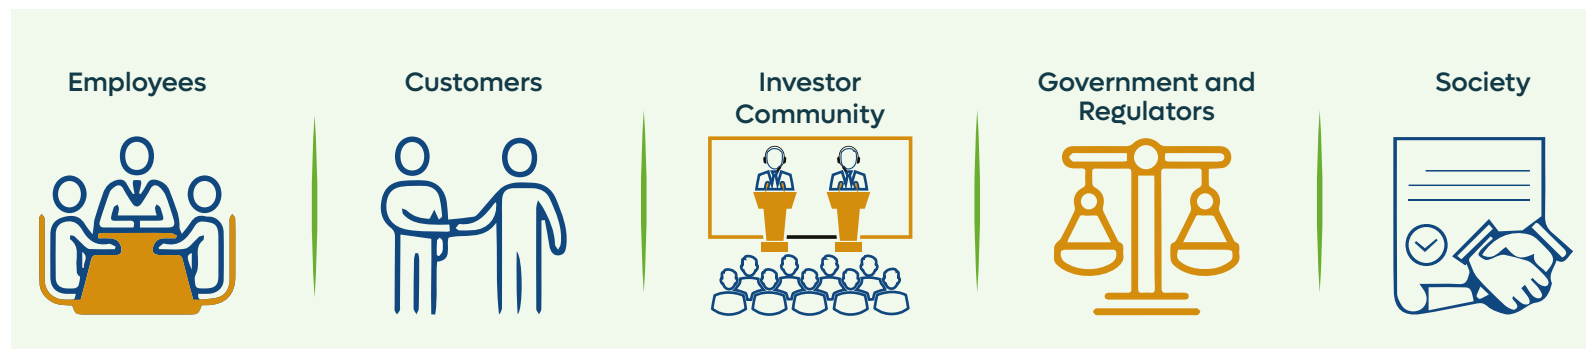 Employees
Customers
Investor
Community
Government and
Regulators
Society